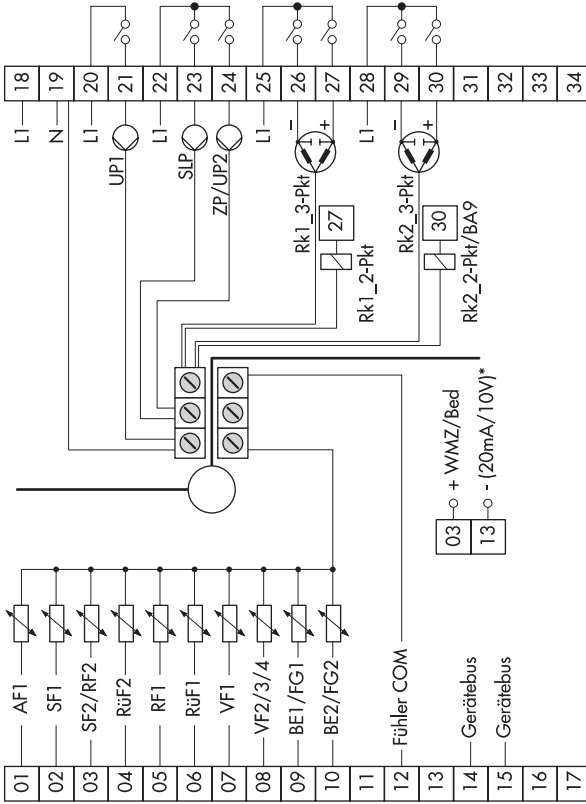 18
19
20
21
22
23
24
25
26
27
28
29
30
31
32
33
34
L1
N
L1
UP1
L1
SLP
ZP/UP2
L1
–
+
Rk1_3-Pkt
27
Rk1_2-Pkt
L1
–
+
Rk2_3-Pkt
30
Rk2_2-Pkt/BA9
03 + WMZ/Bed
13 - (20mA/10V)*
01 AF1
02 SF1
03 SF2/RF2
04 RüF2
05 RF1
06 RüF1
07 VF1
08 VF2/3/4
09 BE1/FG1
10 BE2/FG2
11
12 Fühler COM
13
14 Gerätebus
15 Gerätebus
16
17